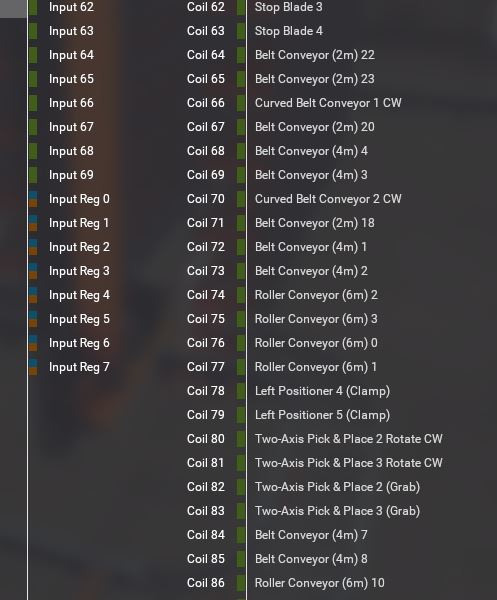 Input 62 Coil 62 Stop Blade 3
Input 63 Coil 63 Stop Blade 4
Input 64 Coil 64 Belt Conveyor (2m) 22
Input 65 Coil 65 Belt Conveyor (2m) 23
Input 66 Coil 66 Curved Belt Conveyor 1 CW
Input 67 Coil 67 Belt Conveyor (2m) 20
Input 68 Coil 68 Belt Conveyor (4m) 4
Input 69 Coil 69 Belt Conveyor (4m) 3
Input Reg 0 Coil 70 Curved Belt Conveyor 2 CW
Input Reg 1 Coil 71 Belt Conveyor (2m) 18
Input Reg 2 Coil 72 Belt Conveyor (4m) 1
Input Reg 3 Coil 73 Belt Conveyor (4m) 2
Input Reg 4 Coil 74 Roller Conveyor (6m) 2
Input Reg 5 Coil 75 Roller Conveyor (6m) 3
Input Reg 6 Coil 76 Roller Conveyor (6m) 0
Input Reg 7 Coil 77 Roller Conveyor (6m) 1
Coil 78 Left Positioner 4 (Clamp)
Coil 79 Left Positioner 5 (Clamp)
Coil 80 Two-Axis Pick & Place 2 Rotate CW
Coil 81 Two-Axis Pick & Place 3 Rotate CW
Coil 82 Two-Axis Pick & Place 2 (Grab)
Coil 83 Two-Axis Pick & Place 3 (Grab)
Coil 84 Belt Conveyor (4m) 7
Coil 85 Belt Conveyor (4m) 8
Coil 86 Roller Conveyor (6m) 10